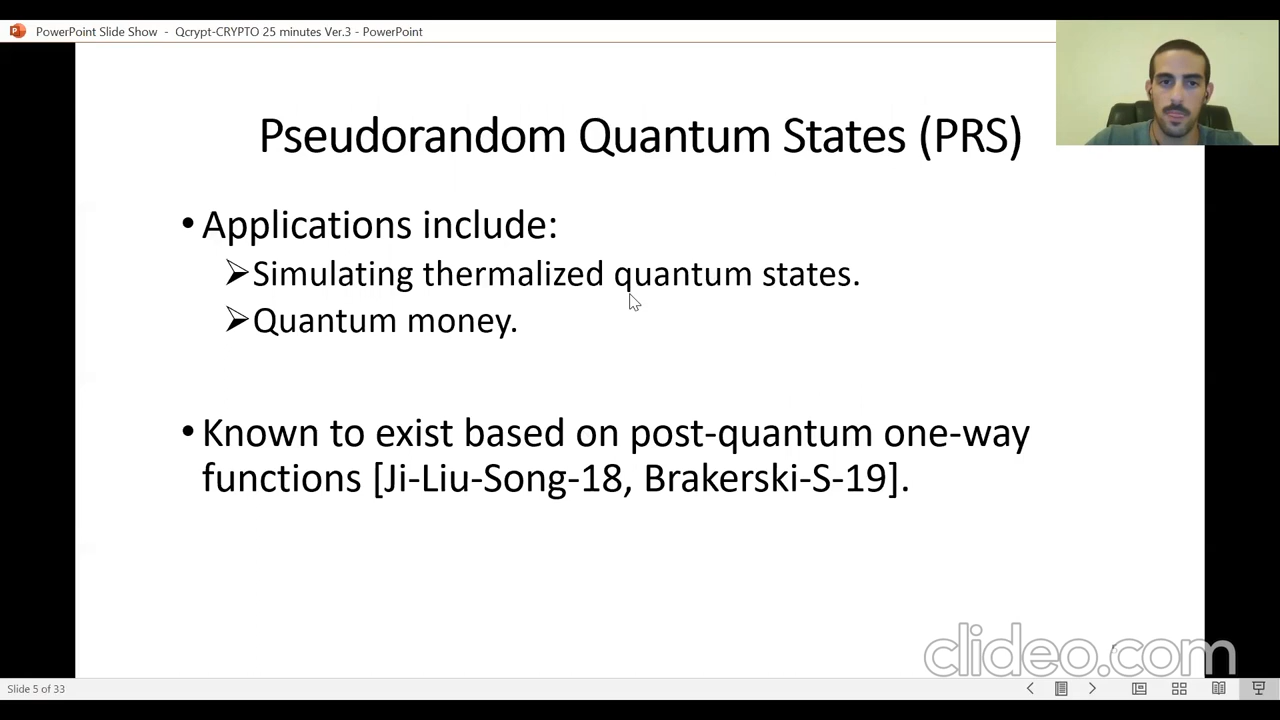 PowerPoint Slide Show - Qcrypt-CRYPTO 25 minutes Ver.3 - PowerPoint
Pseudorandom Quantum States (PRS)
• Applications include:
➢Simulating thermalized quantum states.
➢Quantum money.
• Known to exist based on post-quantum one-way
functions [Ji-Liu-Song-18, Brakerski-S-19].
5
clideo.com
Slide 5 of 33